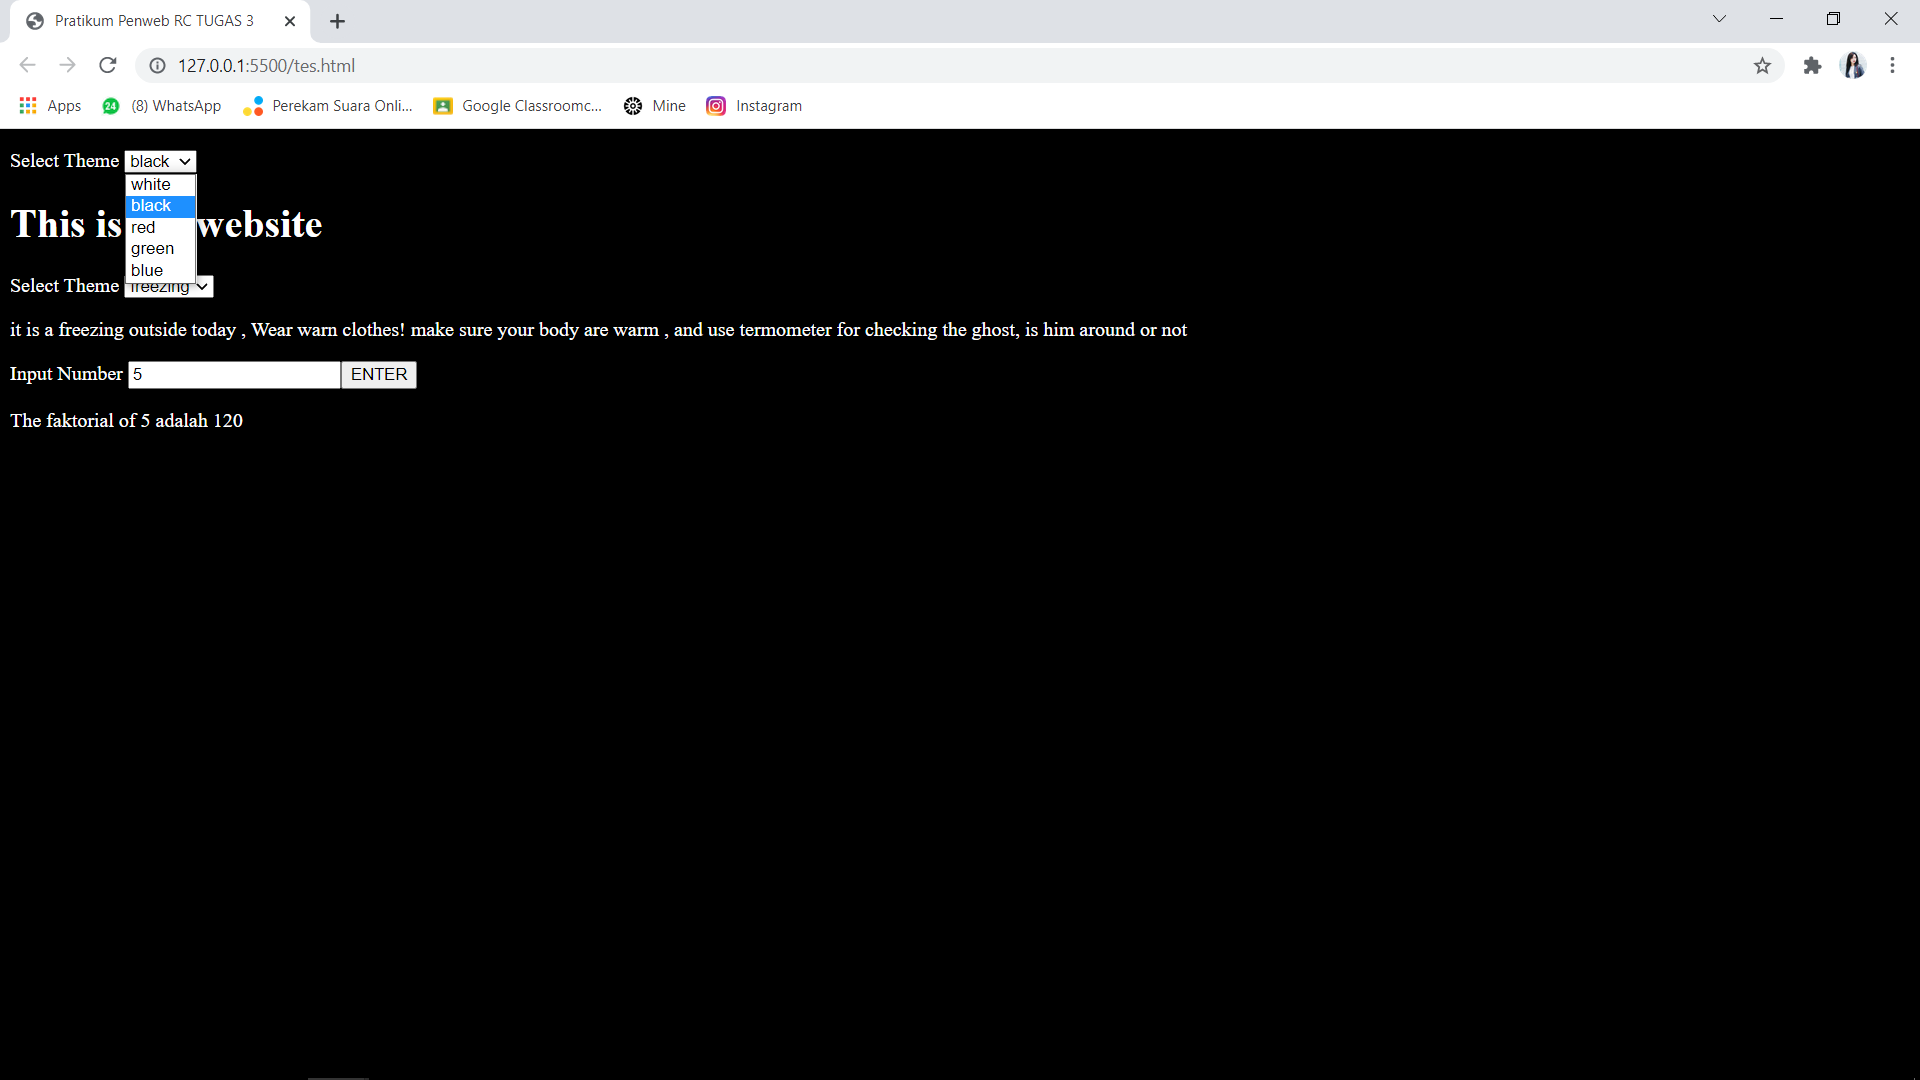 Pratikum Penweb RC TUGAS 3
127.0.0.1:5500/tes.html
Apps 24 (8) WhatsApp Perekam Suara Onli... Google Classroomc... Mine Instagram
Select Theme black
white
black
This is website
red
green
blue
Select Theme freezing
it is a freezing outside today , Wear warn clothes! make sure your body are warm , and use termometer for checking the ghost, is him around or not
Input Number 5 ENTER
The faktorial of 5 adalah 120